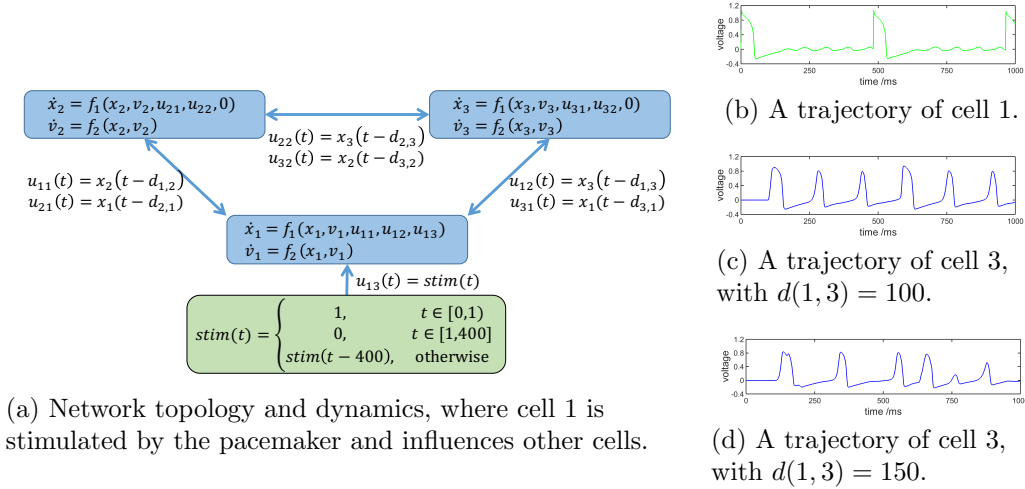 ẋ₂ = f₁(x₂,v₂,u₂₁,u₂₂,0)
v̇₂ = f₂(x₂,v₂)
ẋ₃ = f₁(x₃,v₃,u₃₁,u₃₂,0)
v̇₃ = f₂(x₃,v₃)
u₂₂(t) = x₃(t−d₂,₃)
u₃₂(t) = x₂(t−d₃,₂)
u₁₁(t) = x₂(t−d₁,₂)
u₂₁(t) = x₁(t−d₂,₁)
u₁₂(t) = x₃(t−d₁,₃)
u₃₁(t) = x₁(t−d₃,₁)
ẋ₁ = f₁(x₁,v₁,u₁₁,u₁₂,u₁₃)
v̇₁ = f₂(x₁,v₁)
u₁₃(t) = stim(t)
stim(t) = {
1, t ∈ [0,1)
0, t ∈ [1,400]
stim(t − 400), otherwise
(a) Network topology and dynamics, where cell 1 is
stimulated by the pacemaker and influences other cells.
voltage
1.2
0.8
0.4
0
-0.4
0 250 500 750 1000
time /ms
(b) A trajectory of cell 1.
voltage
1.2
0.8
0.4
0
-0.4
0 250 500 750 1000
time /ms
(c) A trajectory of cell 3,
with d(1, 3) = 100.
voltage
1.2
0.8
0.4
0
-0.4
0 250 500 750 1000
time /ms
(d) A trajectory of cell 3,
with d(1, 3) = 150.